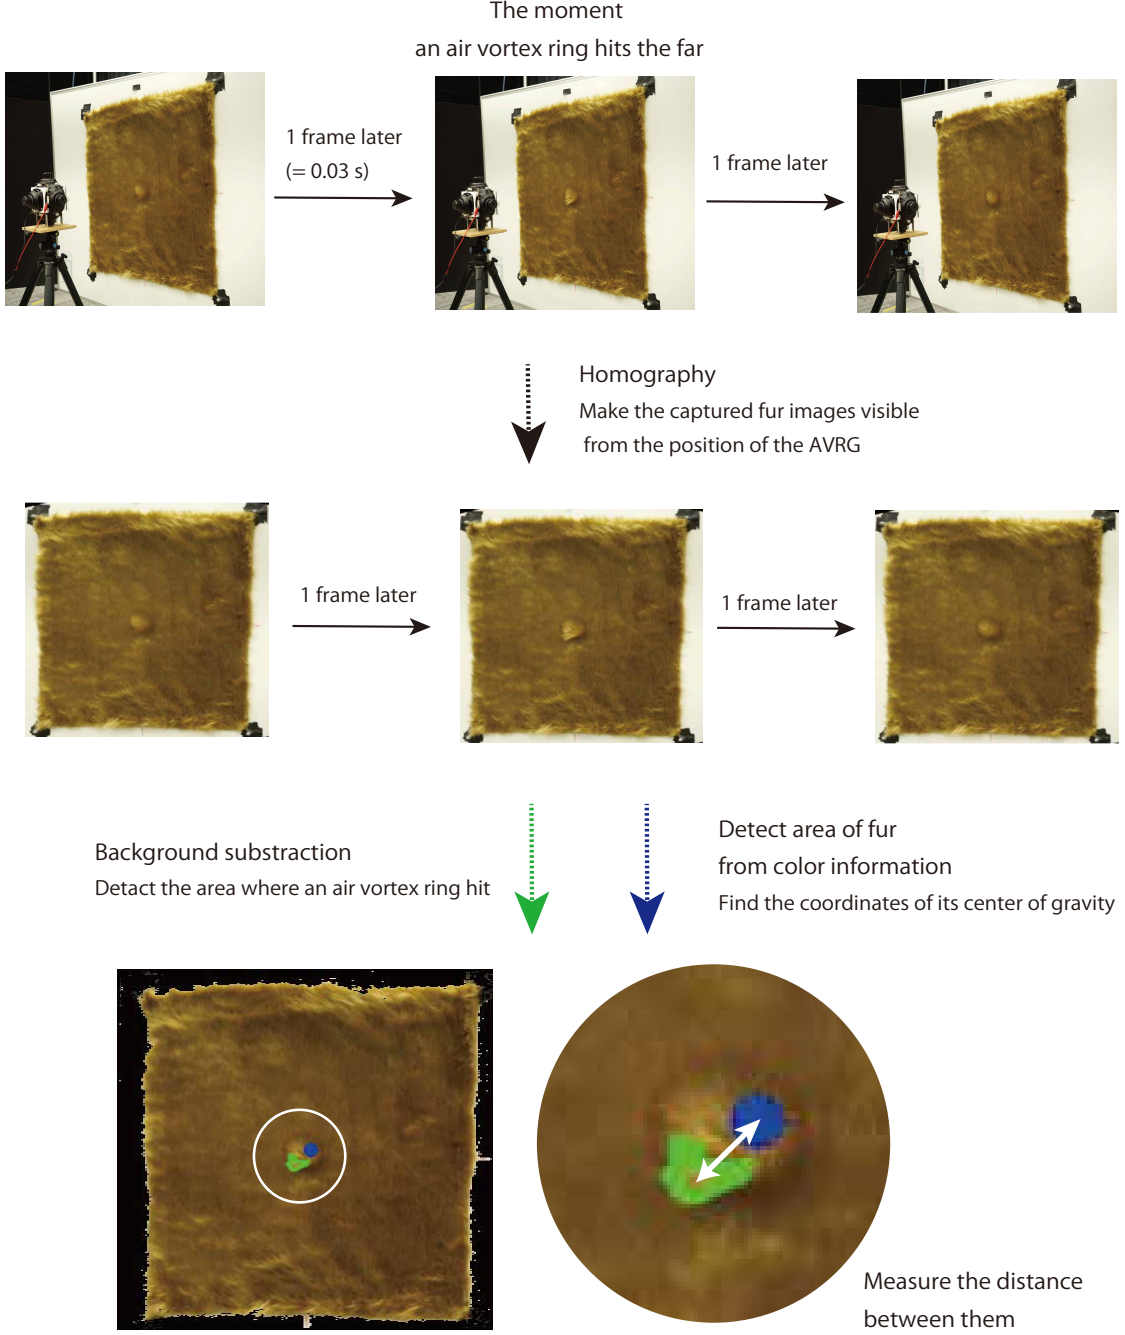 The moment
an air vortex ring hits the far
1 frame later
(= 0.03 s)
1 frame later
Homography
Make the captured fur images visible
from the position of the AVRG
1 frame later
1 frame later
Background substraction
Detact the area where an air vortex ring hit
Detect area of fur
from color information
Find the coordinates of its center of gravity
Measure the distance
between them